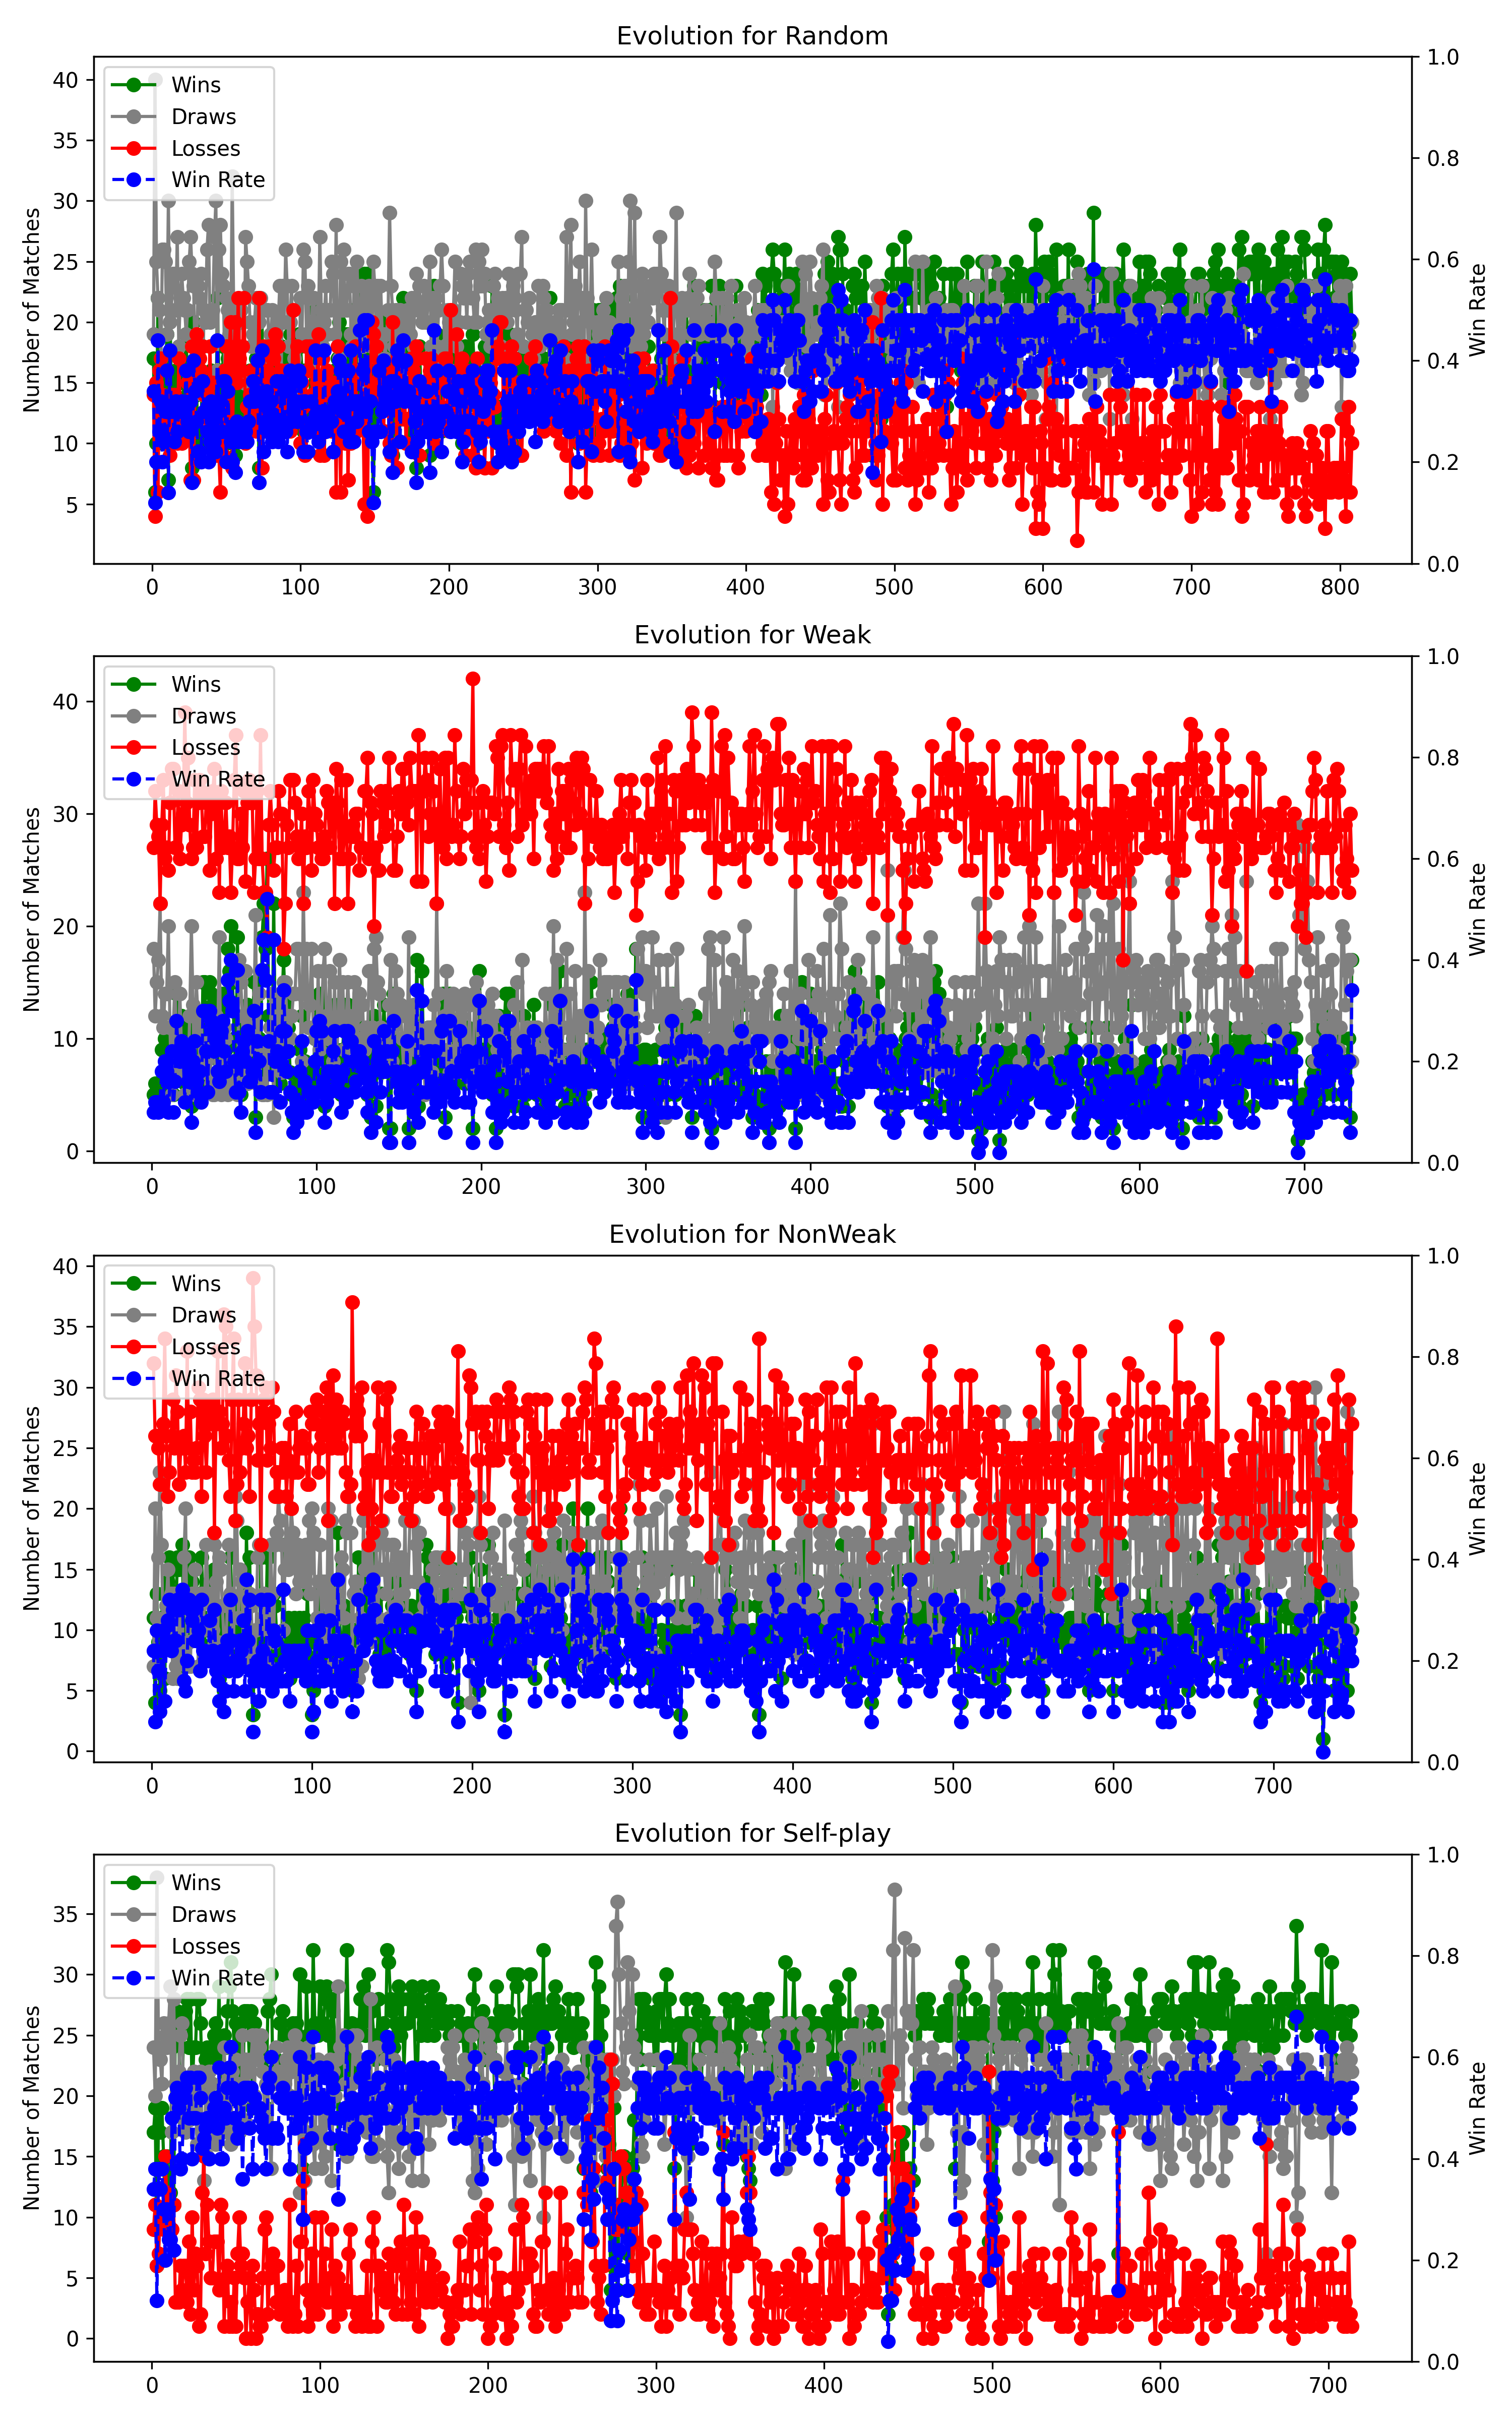 Evolution for Random
Wins
Draws
Losses
Win Rate
Number of Matches
Win Rate
40
35
30
25
20
15
10
5
1.0
0.8
0.6
0.4
0.2
0.0
0 100 200 300 400 500 600 700 800
Evolution for Weak
Wins
Draws
Losses
Win Rate
Number of Matches
Win Rate
40
30
20
10
0
1.0
0.8
0.6
0.4
0.2
0.0
0 100 200 300 400 500 600 700
Evolution for NonWeak
Wins
Draws
Losses
Win Rate
Number of Matches
Win Rate
40
35
30
25
20
15
10
5
0
1.0
0.8
0.6
0.4
0.2
0.0
0 100 200 300 400 500 600 700
Evolution for Self-play
Wins
Draws
Losses
Win Rate
Number of Matches
Win Rate
35
30
25
20
15
10
5
0
1.0
0.8
0.6
0.4
0.2
0.0
0 100 200 300 400 500 600 700